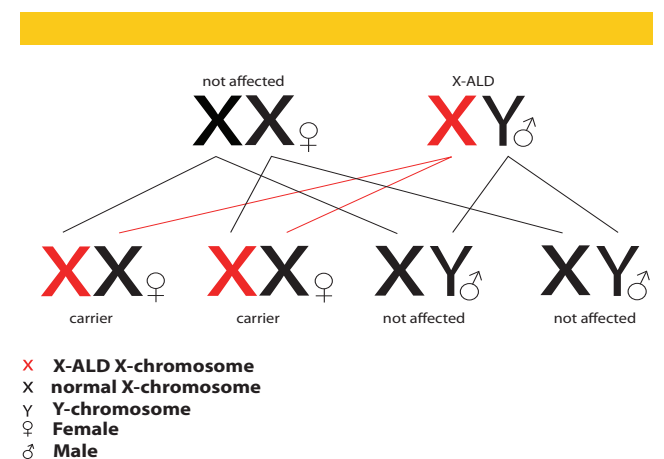 not affected X-ALD
XX♀ XY♂
XX♀ XX♀ XY♂ XY♂
carrier carrier not affected not affected
X X-ALD X-chromosome
X normal X-chromosome
Y Y-chromosome
♀ Female
♂ Male